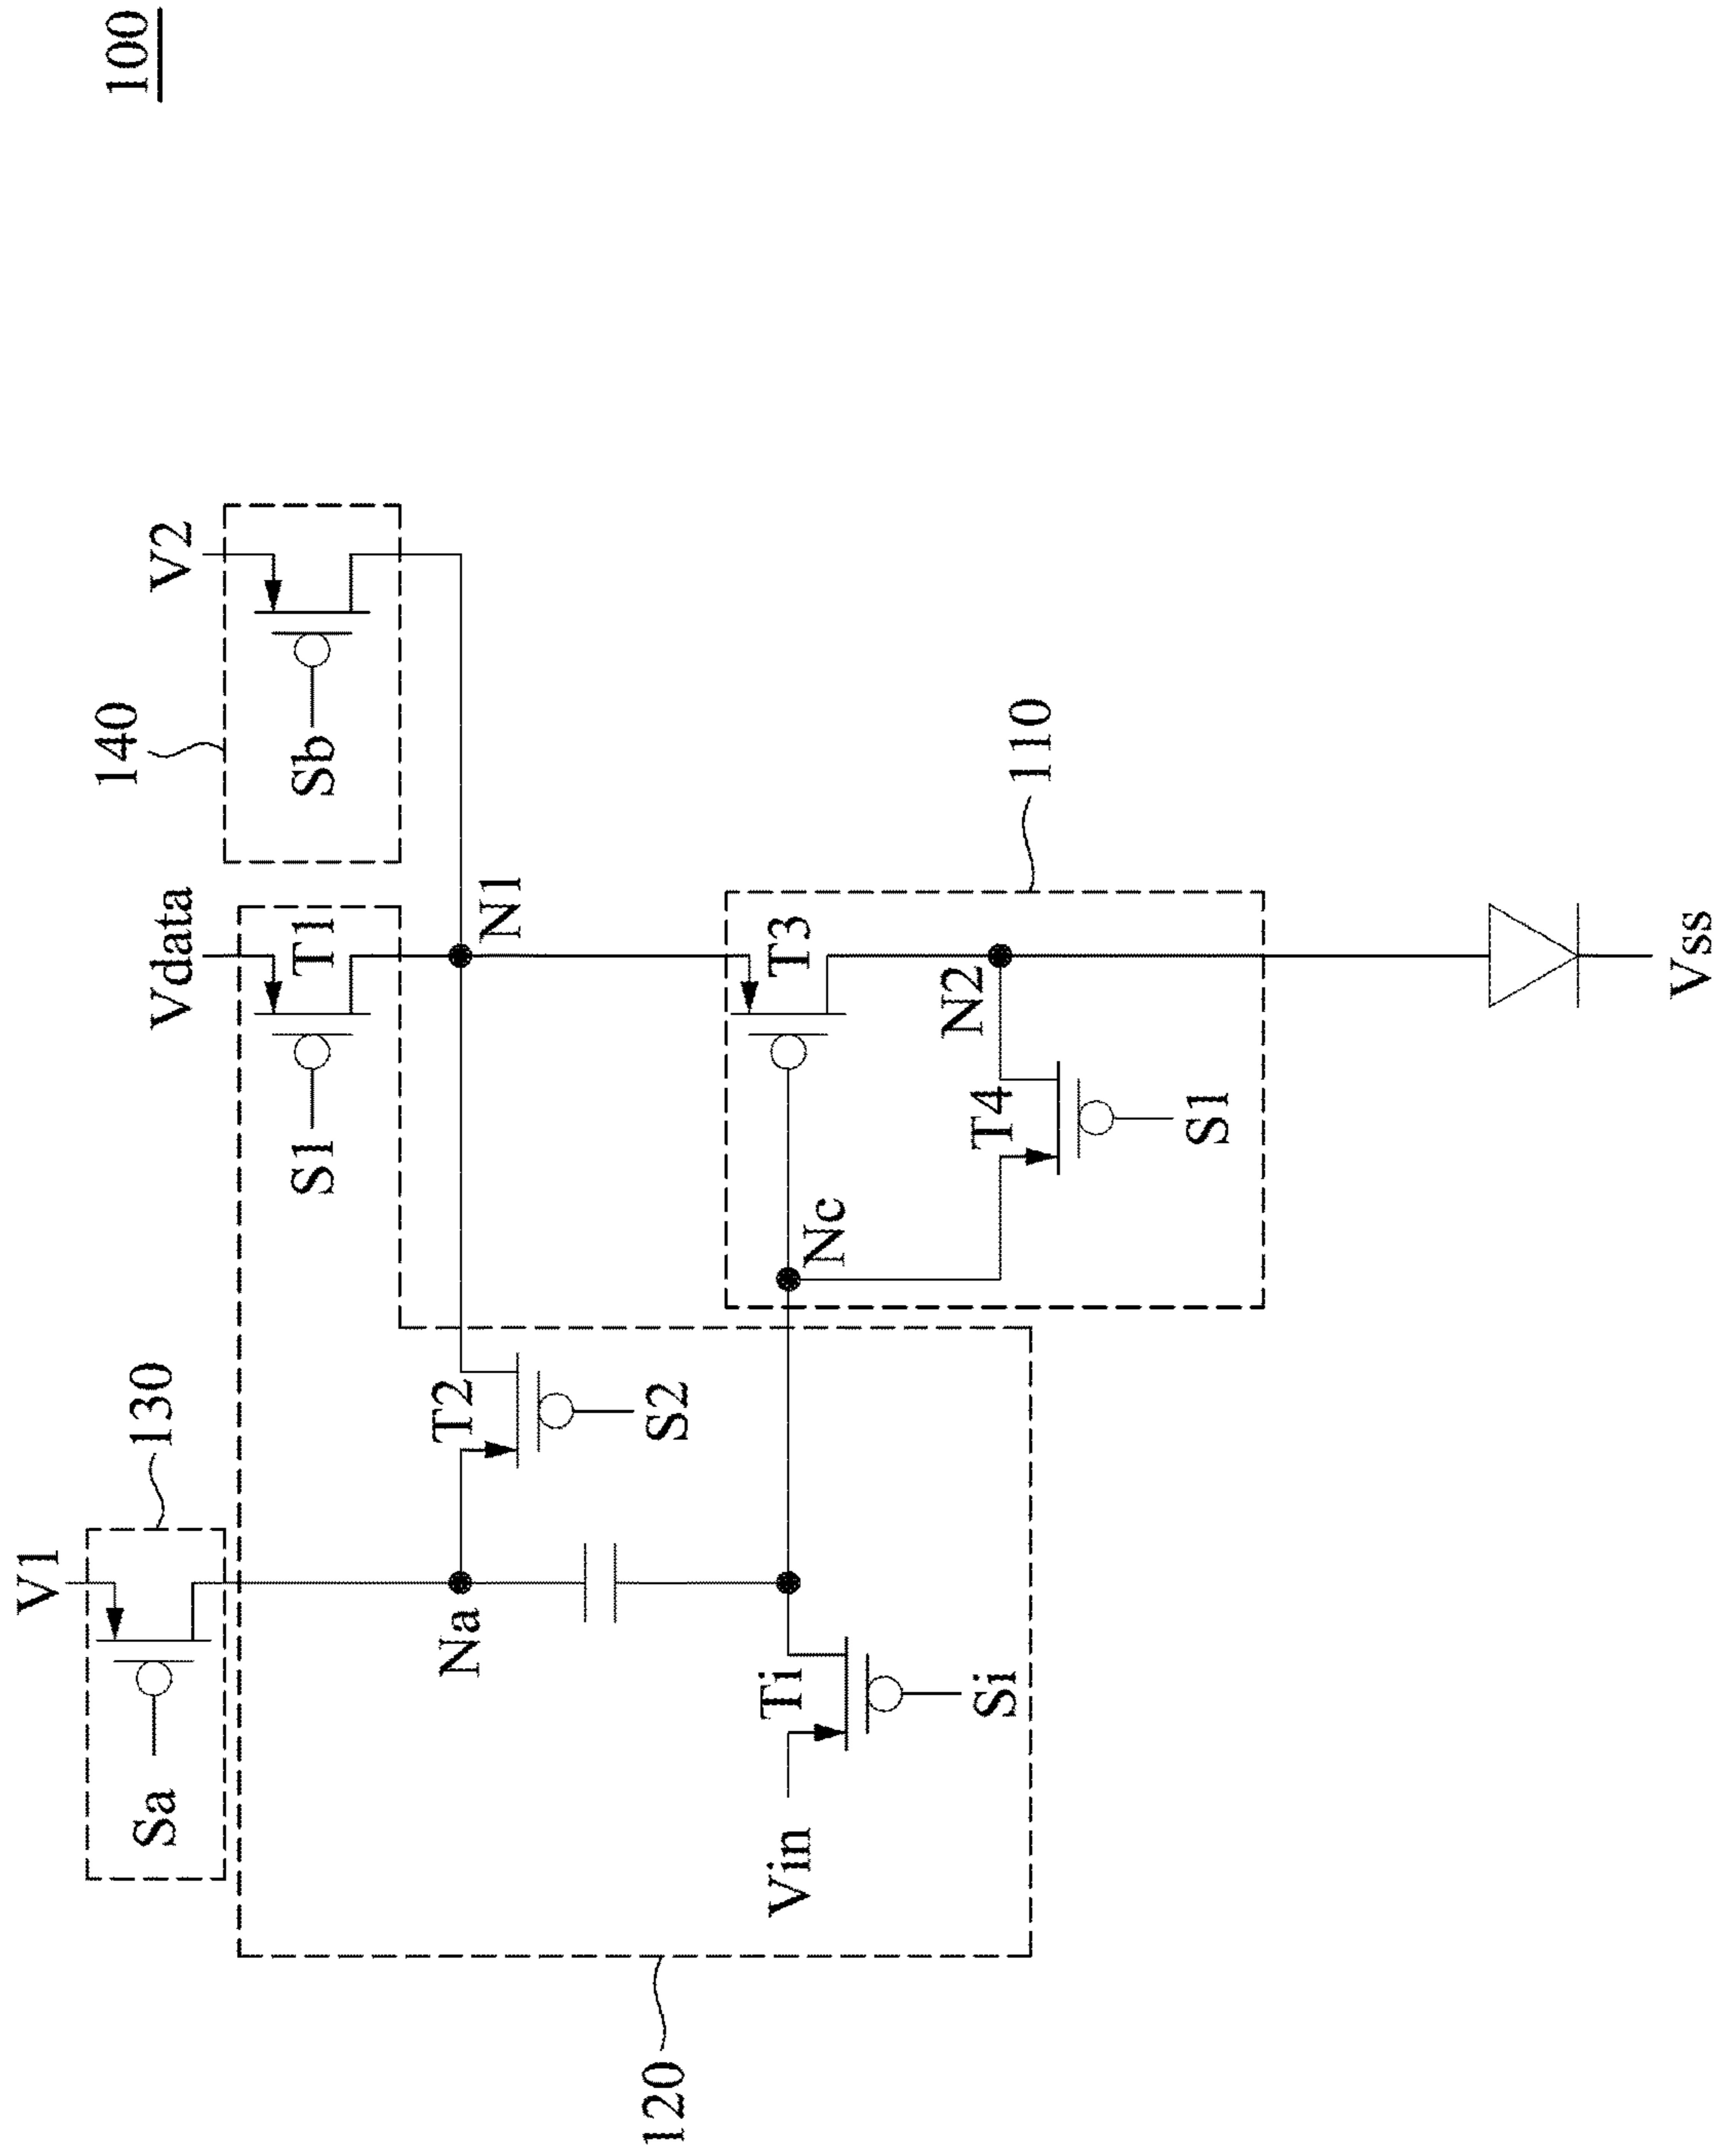 100
V1
130
Sa
V2
140
Sb
Vdata
T1
S1
N1
T2
S2
Na
T3
110
N2
Nc
T4
S1
Ti
Vin
Si
120
Vss